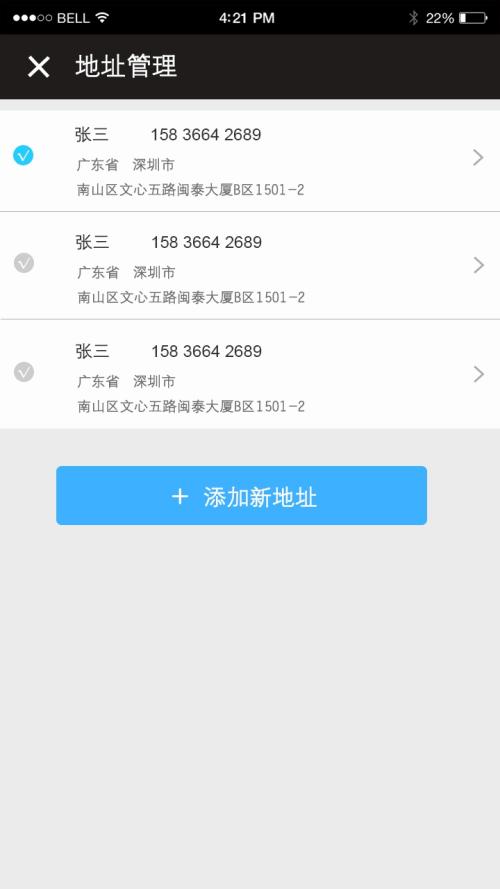 BELL 4:21 PM 22%
地址管理
张三 158 3664 2689
广东省 深圳市
南山区文心五路闽泰大厦B区1501-2
张三 158 3664 2689
广东省 深圳市
南山区文心五路闽泰大厦B区1501-2
张三 158 3664 2689
广东省 深圳市
南山区文心五路闽泰大厦B区1501-2
+ 添加新地址